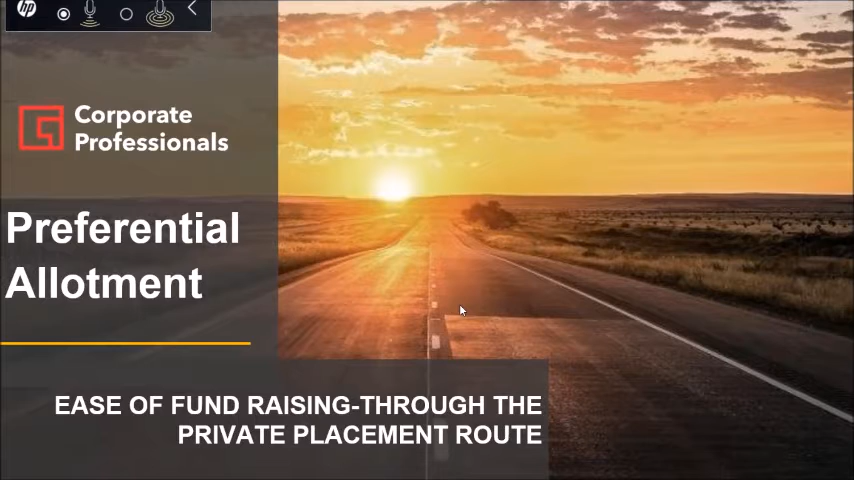 hp
Corporate
Professionals
Preferential
Allotment
EASE OF FUND RAISING-THROUGH THE
PRIVATE PLACEMENT ROUTE